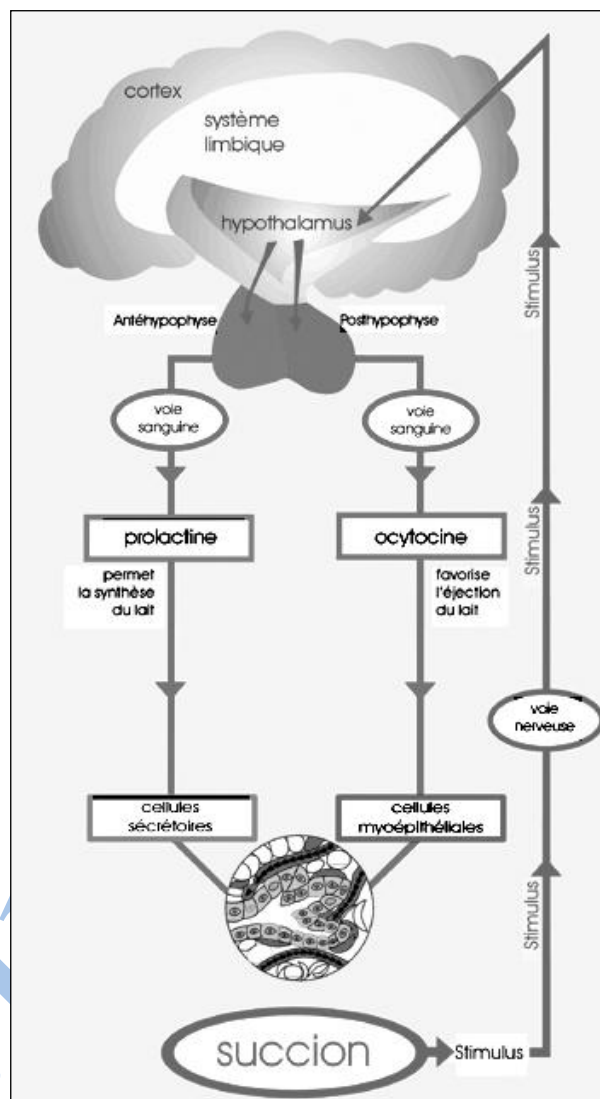 cortex
système
limbique
hypothalamus
Antéhypophyse
Posthypophyse
voie
sanguine
voie
sanguine
prolactine
ocytocine
permet
la synthèse
du lait
favorise
l'éjection
du lait
cellules
sécrétoires
cellules
myoépithéliales
voie
nerveuse
Stimulus
Stimulus
Stimulus
succion
Stimulus